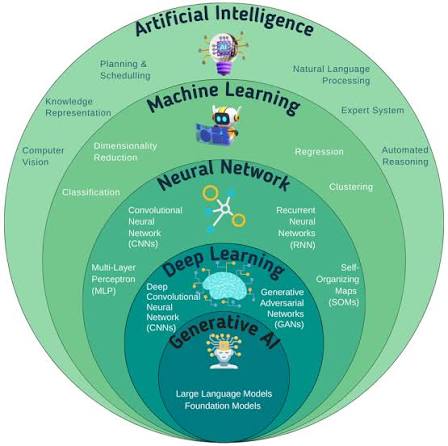 Artificial Intelligence
Planning &
Schedulling
Natural Language
Processing
Knowledge
Representation
Expert System
Computer
Vision
Automated
Reasoning
AI
Machine Learning
Dimensionality
Reduction
Regression
Classification
Clustering
Neural Network
Convolutional
Neural
Network
(CNNs)
Recurrent
Neural
Networks
(RNN)
Multi-Layer
Perceptron
(MLP)
Self-
Organizing
Maps
(SOMs)
Deep Learning
Deep
Convolutional
Neural
Network
(CNNs)
Generative
Adversarial
Networks
(GANs)
Generative AI
Large Language Models
Foundation Models